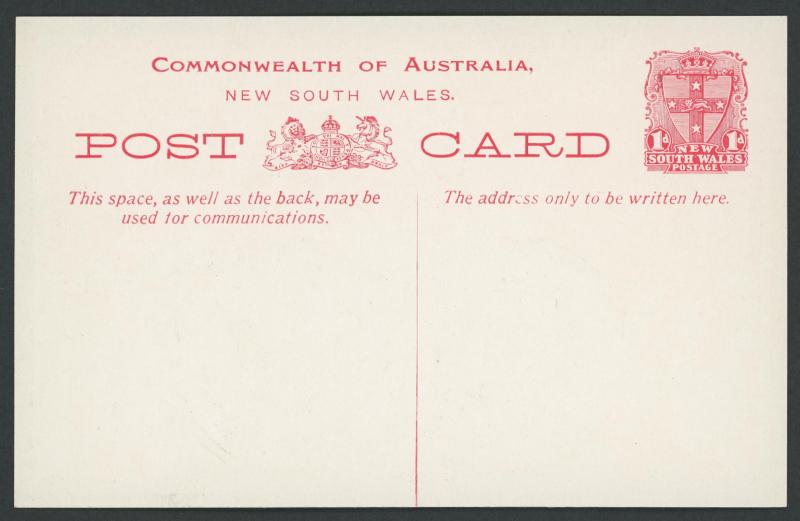 COMMONWEALTH OF AUSTRALIA,
NEW SOUTH WALES.
POST CARD
1d 1d
NEW
SOUTH WALES
POSTAGE
This space, as well as the back, may be
used for communications.
The address only to be written here.